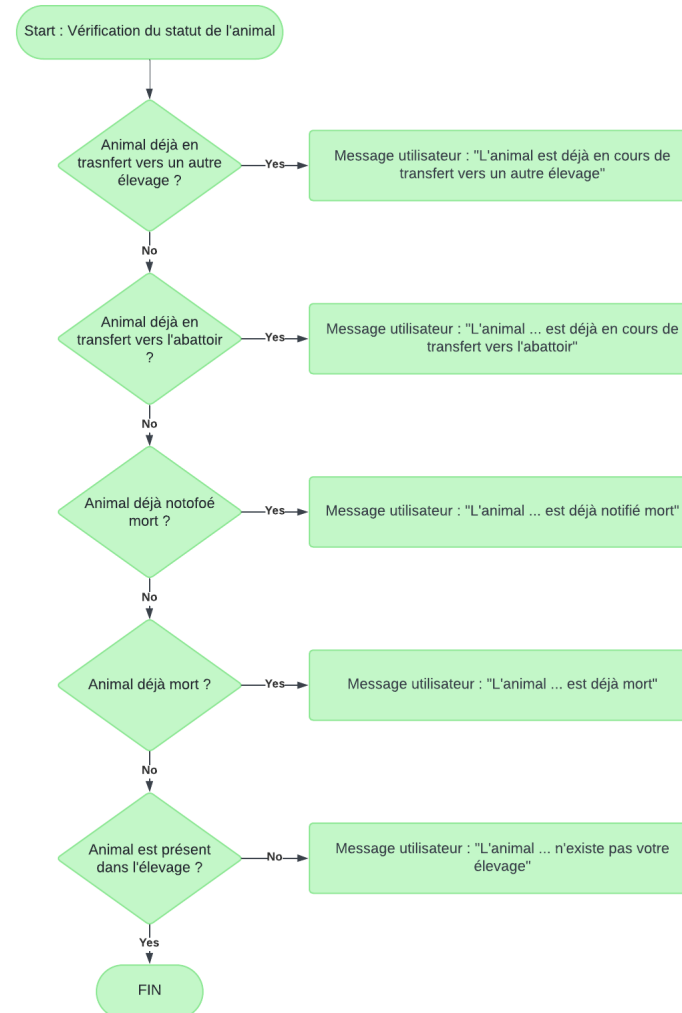 Start : Vérification du statut de l'animal
Animal déjà en
trasnfert vers un autre
élevage ?
Yes
Message utilisateur : "L'animal est déjà en cours de
transfert vers un autre élevage"
No
Animal déjà en
transfert vers l'abattoir
?
Yes
Message utilisateur : "L'animal ... est déjà en cours de
transfert vers l'abattoir"
No
Animal déjà notofoé
mort ?
Yes
Message utilisateur : "L'animal ... est déjà notifié mort"
No
Animal déjà mort ?
Yes
Message utilisateur : "L'animal ... est déjà mort"
No
Animal est présent
dans l'élevage ?
No
Message utilisateur : "L'animal ... n'existe pas votre
élevage"
Yes
FIN